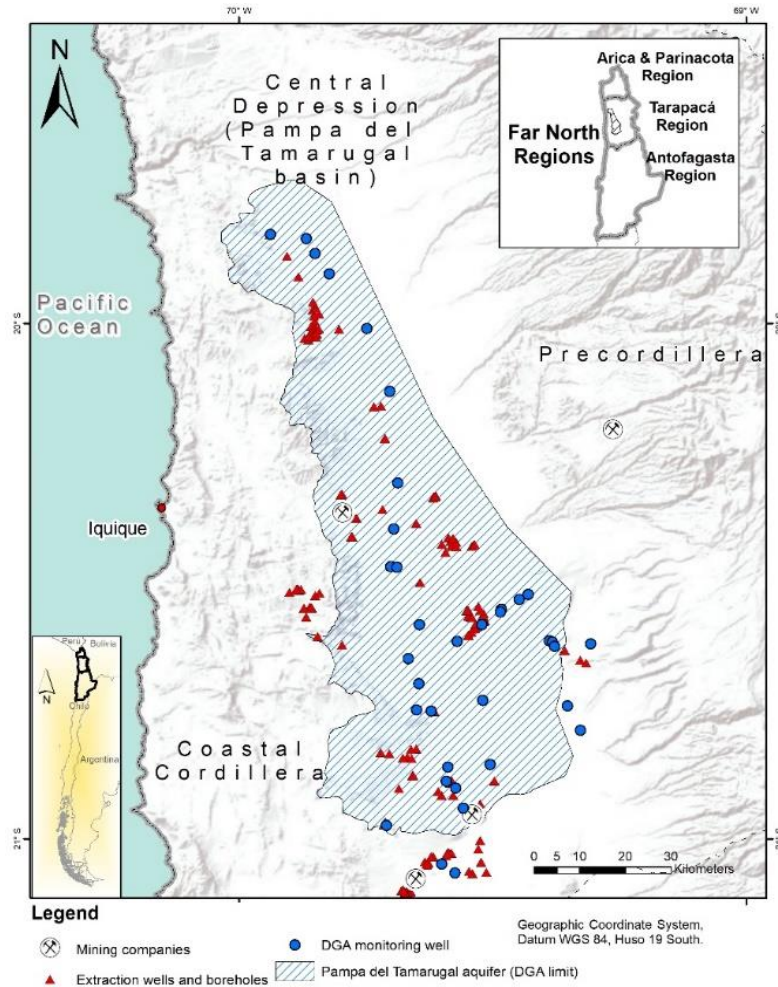 70° W
69° W
N
Central
Depression
(Pampa del
Tamarugal
basin)
Arica & Parinacota
Region
Tarapacá
Region
Far North
Regions
Antofagasta
Region
Pacific
Ocean
20° S
Precordillera
Iquique
Peru
Bolivia
N
Chile
Argentina
Coastal
Cordillera
21° S
0 5 10 20 30
Kilometers
Legend
Mining companies
DGA monitoring well
Extraction wells and boreholes
Pampa del Tamarugal aquifer (DGA limit)
Geographic Coordinate System,
Datum WGS 84, Huso 19 South.